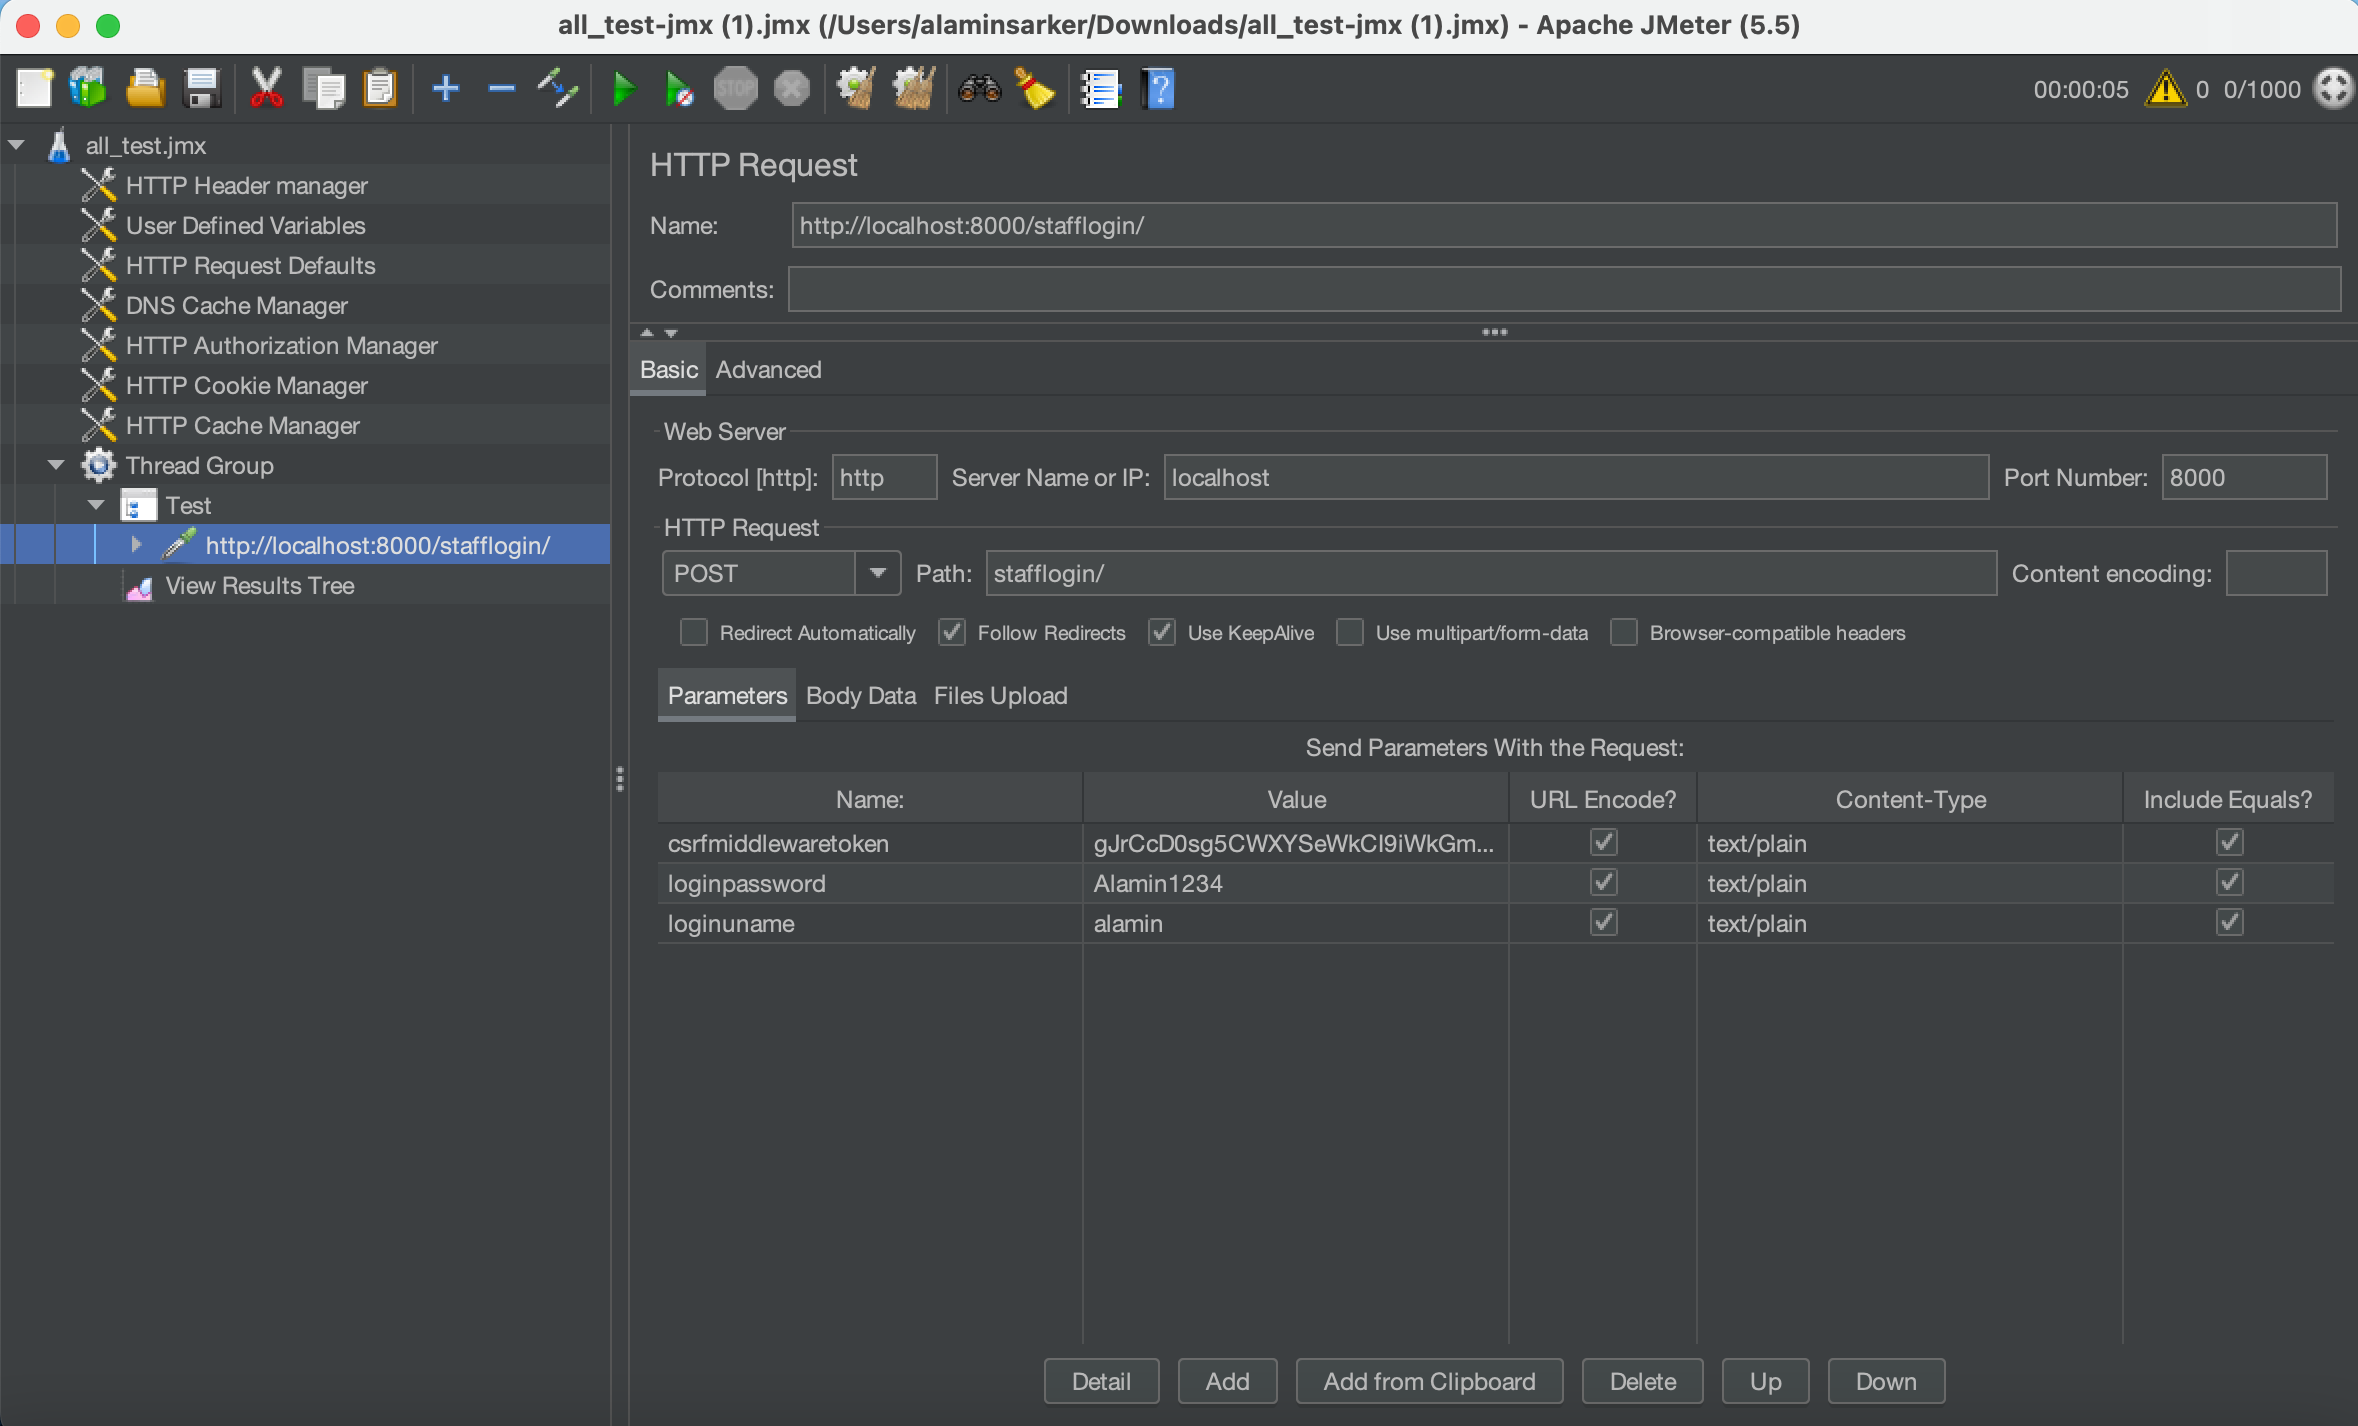 all_test-jmx (1).jmx (/Users/alaminsarker/Downloads/all_test-jmx (1).jmx) - Apache JMeter (5.5)
STOP
00:00:05 0 0/1000
all_test.jmx
HTTP Header manager
User Defined Variables
HTTP Request Defaults
DNS Cache Manager
HTTP Authorization Manager
HTTP Cookie Manager
HTTP Cache Manager
Thread Group
Test
http://localhost:8000/stafflogin/
View Results Tree
HTTP Request
Name: http://localhost:8000/stafflogin/
Comments:
Basic Advanced
Web Server
Protocol [http]: http Server Name or IP: localhost Port Number: 8000
HTTP Request
POST Path: stafflogin/ Content encoding:
Redirect Automatically Follow Redirects Use KeepAlive Use multipart/form-data Browser-compatible headers
Parameters Body Data Files Upload
Send Parameters With the Request:
Name: Value URL Encode? Content-Type Include Equals?
csrfmiddlewaretoken gJrCcD0sg5CWXYSeWkCI9iWkGm... text/plain
loginpassword Alamin1234 text/plain
loginuname alamin text/plain
Detail Add Add from Clipboard Delete Up Down